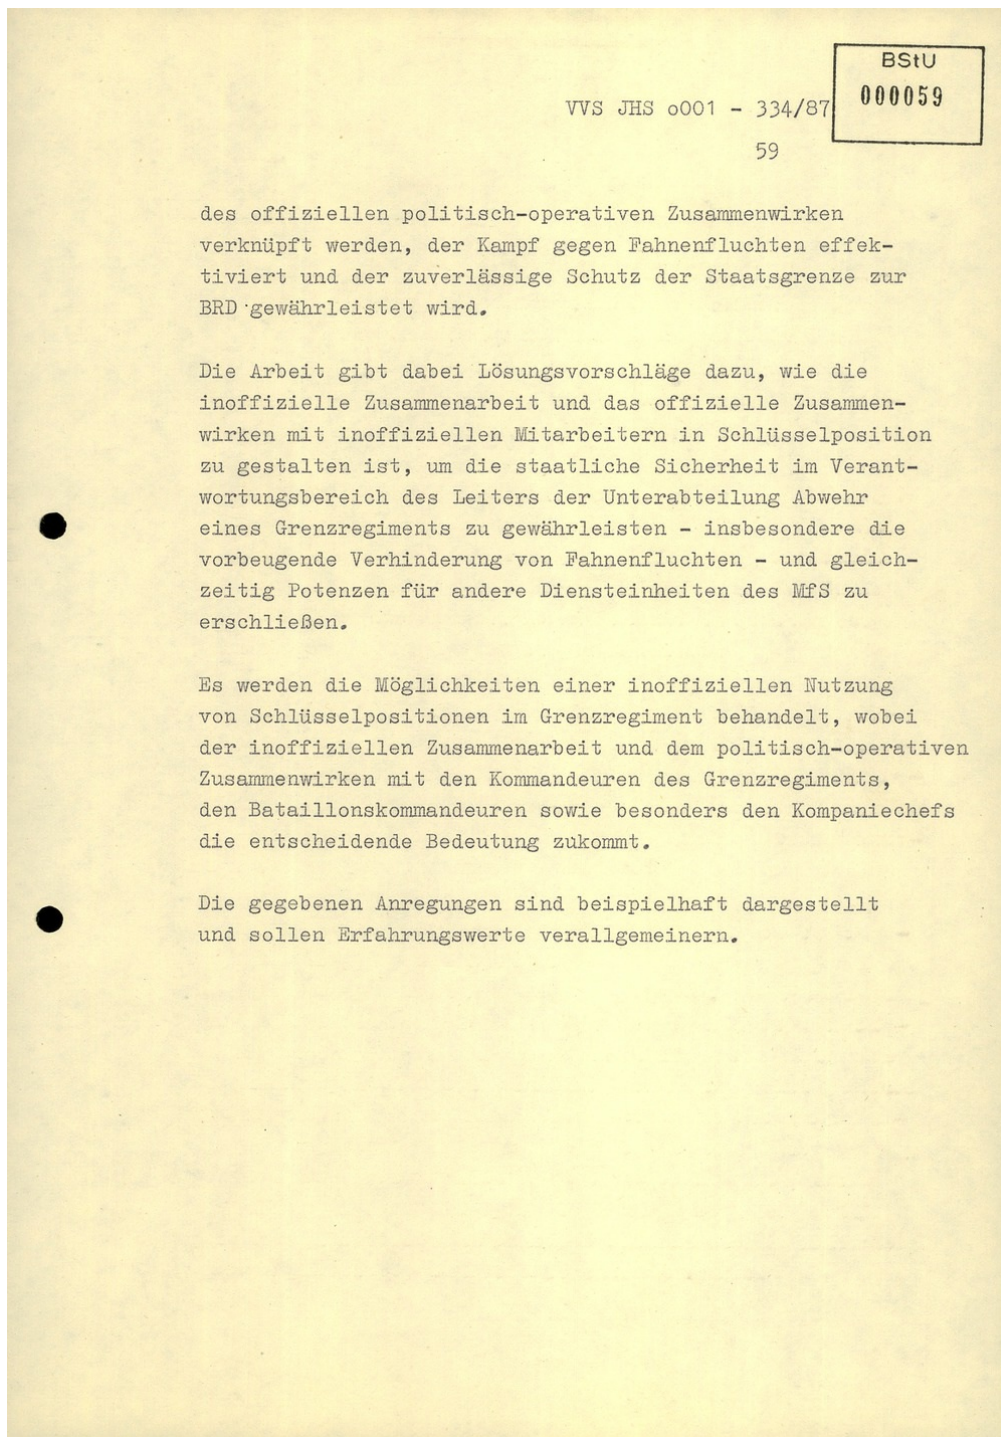 BStU
000059
VVS JHS o001 - 334/87
59
des offiziellen politisch-operativen Zusammenwirken
verknüpft werden, der Kampf gegen Fahnenfluchten effek-
tiviert und der zuverlässige Schutz der Staatsgrenze zur
BRD gewährleistet wird.
Die Arbeit gibt dabei Lösungsvorschläge dazu, wie die
inoffizielle Zusammenarbeit und das offizielle Zusammen-
wirken mit inoffiziellen Mitarbeitern in Schlüsselposition
zu gestalten ist, um die staatliche Sicherheit im Verant-
wortungsbereich des Leiters der Unterabteilung Abwehr
eines Grenzregiments zu gewährleisten - insbesondere die
vorbeugende Verhinderung von Fahnenfluchten - und gleich-
zeitig Potenzen für andere Diensteinheiten des MfS zu
erschließen.
Es werden die Möglichkeiten einer inoffiziellen Nutzung
von Schlüsselpositionen im Grenzregiment behandelt, wobei
der inoffiziellen Zusammenarbeit und dem politisch-operativen
Zusammenwirken mit den Kommandeuren des Grenzregiments,
den Bataillonskommandeuren sowie besonders den Kompaniechefs
die entscheidende Bedeutung zukommt.
Die gegebenen Anregungen sind beispielhaft dargestellt
und sollen Erfahrungswerte verallgemeinern.